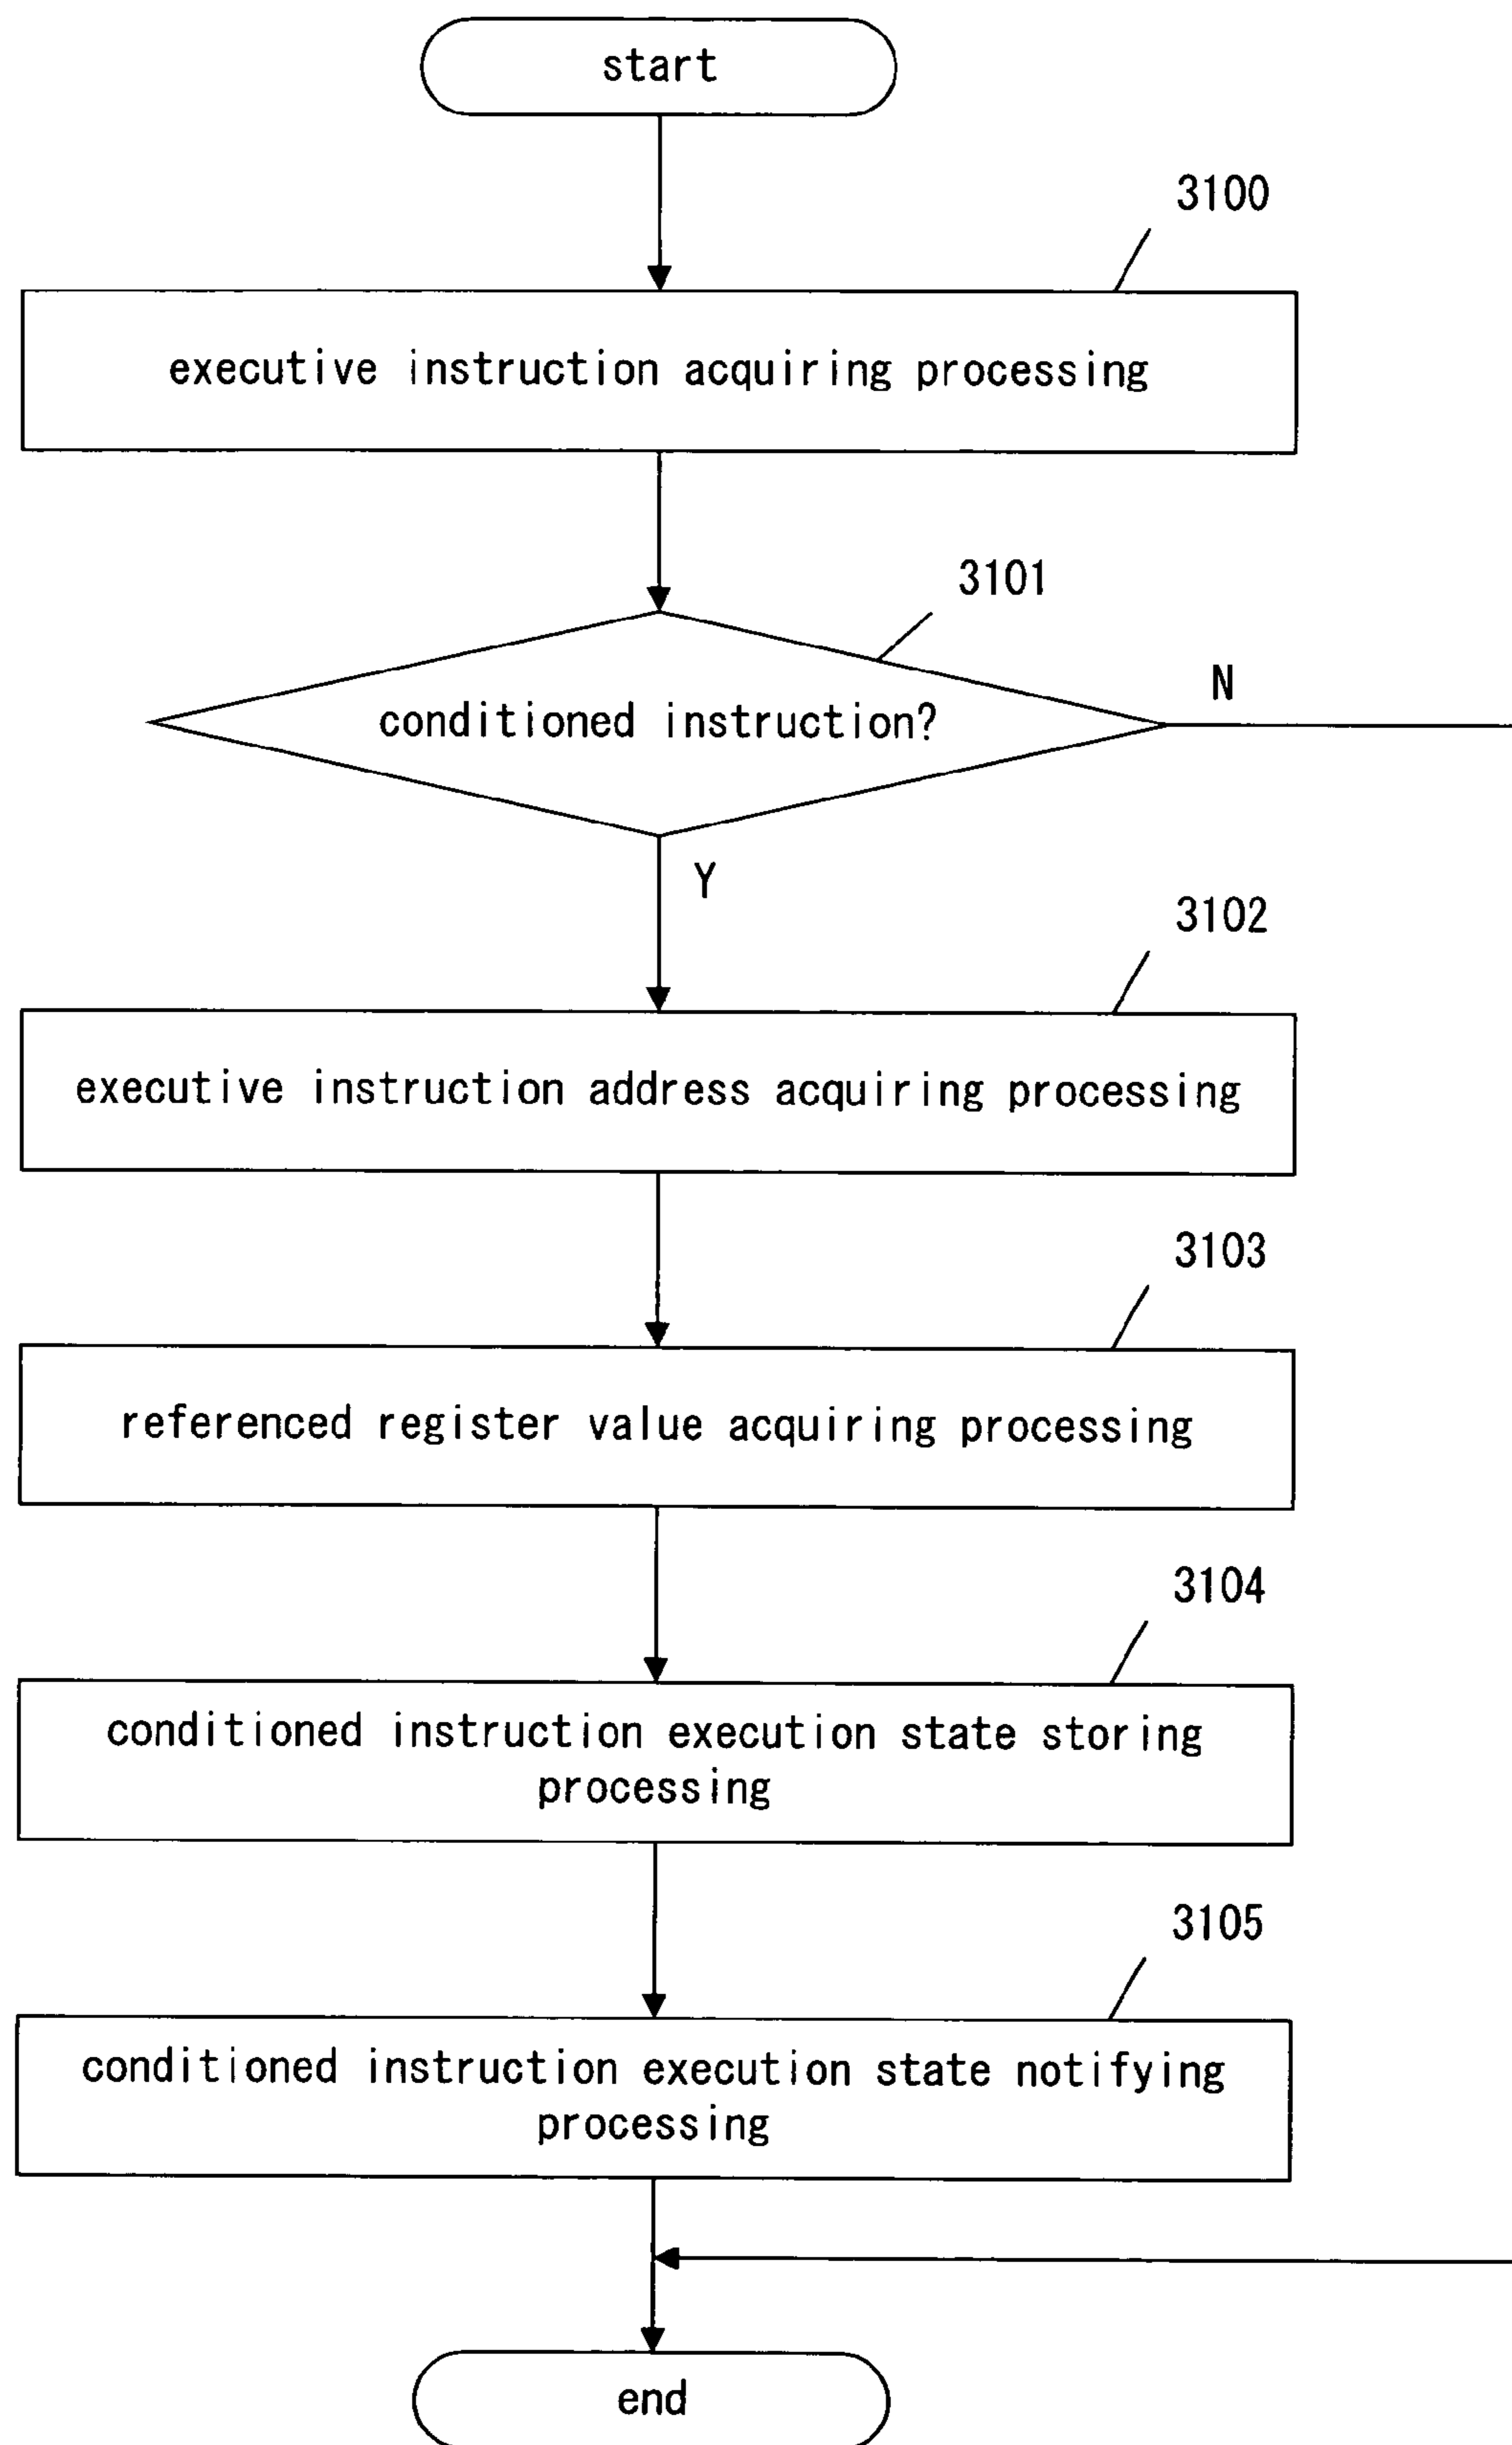 start
3100
executive instruction acquiring processing
3101
conditioned instruction?
N
Y
3102
executive instruction address acquiring processing
3103
referenced register value acquiring processing
3104
conditioned instruction execution state storing
processing
3105
conditioned instruction execution state notifying
processing
end